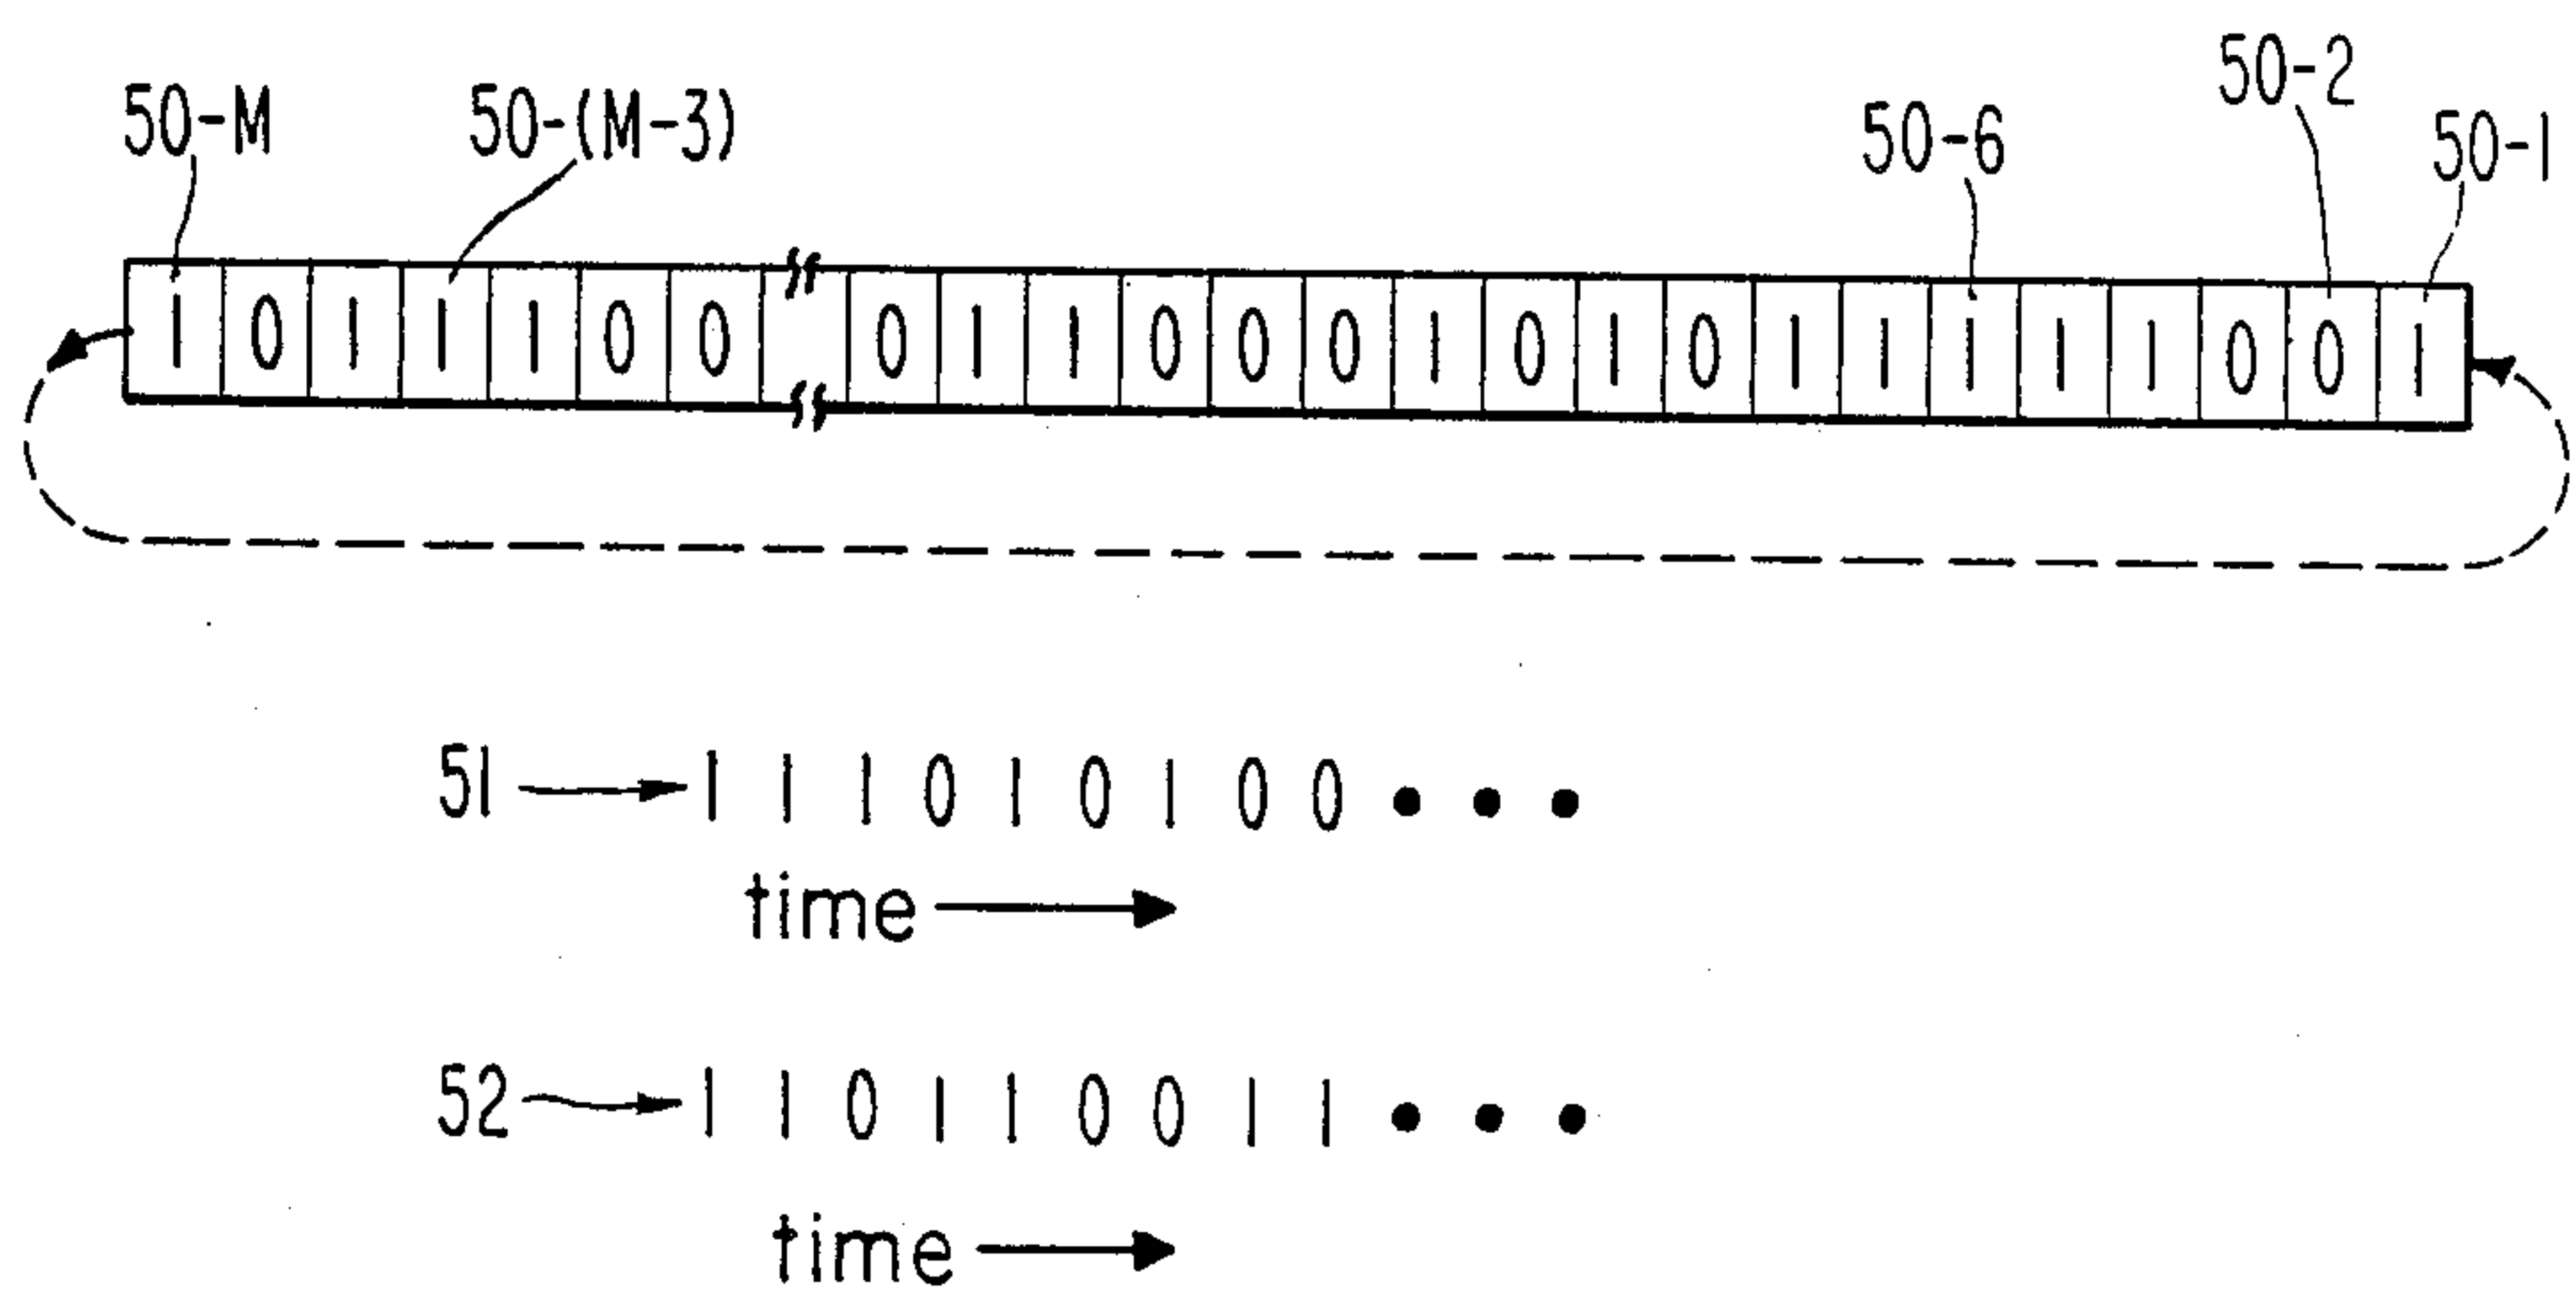 50-M 50-(M-3) 50-6 50-2 50-1
1 0 1 1 1 0 0 0 1 1 0 0 0 1 0 1 0 1 1 1 1 1 0 0 1
51 1 1 1 0 1 0 1 0 0 • • •
time
52 1 1 0 1 1 0 0 1 1 • • •
time